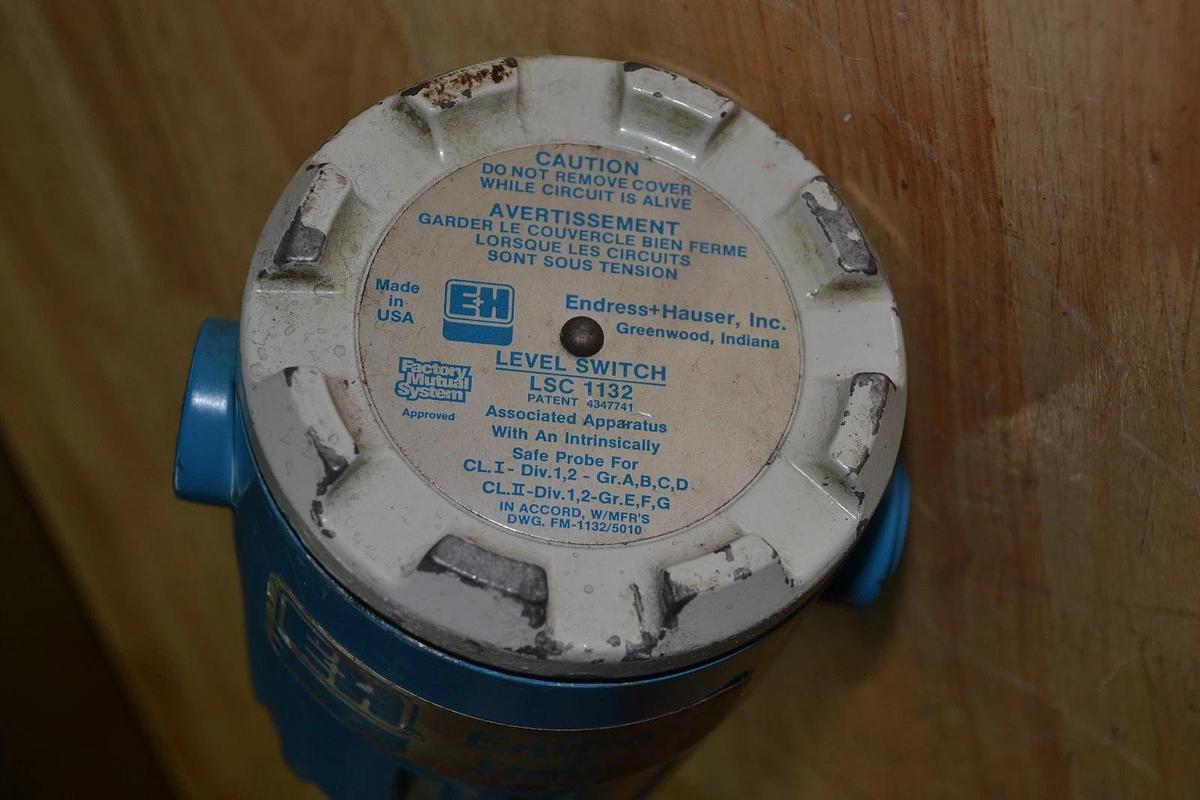 CAUTION
DO NOT REMOVE COVER
WHILE CIRCUIT IS ALIVE
AVERTISSEMENT
GARDER LE COUVERCLE BIEN FERME
LORSQUE LES CIRCUITS
SONT SOUS TENSION
Made
in
USA
E+H
Endress+Hauser, Inc.
Greenwood, Indiana
LEVEL SWITCH
LSC 1132
PATENT 4347741
Factory
Mutual
System
Approved
Associated Apparatus
With An Intrinsically
Safe Probe For
CL.I- Div.1,2 - Gr.A,B,C,D
CL.II-Div.1,2-Gr.E,F,G
IN ACCORD, W/MFR'S
DWG. FM-1132/5010
E+H